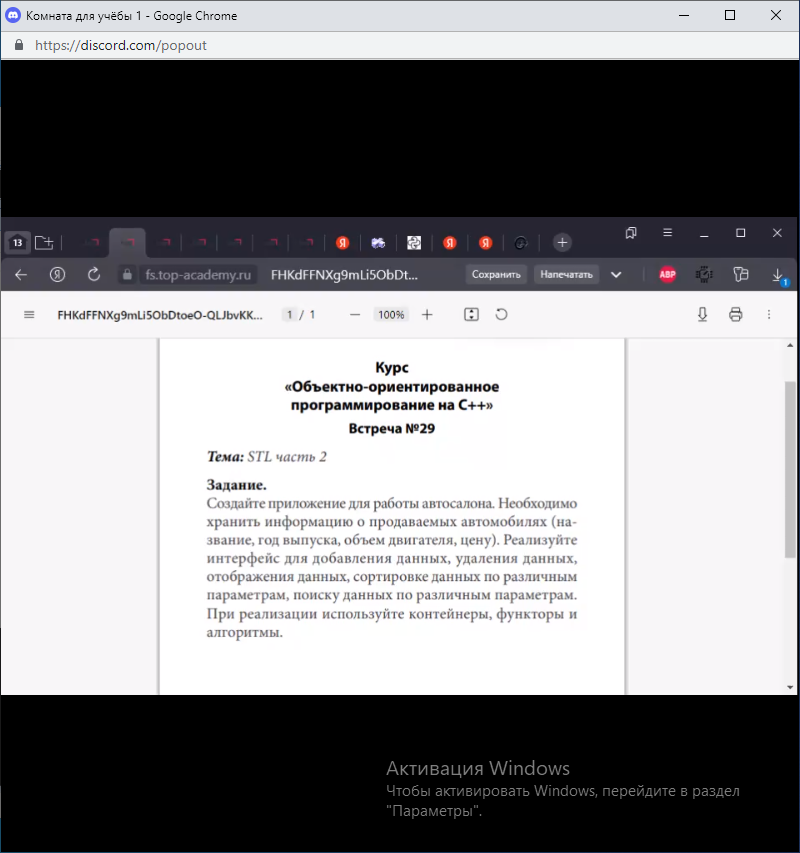 Комната для учёбы 1 - Google Chrome
https://discord.com/popout
13
fs.top-academy.ru
FHKdFFNXg9mLi5ObDt...
Сохранить
Напечатать
ABP
1
FHKdFFNXg9mLi5ObDtoeO-QLJbvKK...
1 / 1
100%
Курс
«Объектно-ориентированное
программирование на C++»
Встреча №29
Тема: STL часть 2
Задание.
Создайте приложение для работы автосалона. Необходимо
хранить информацию о продаваемых автомобилях (на-
звание, год выпуска, объем двигателя, цену). Реализуйте
интерфейс для добавления данных, удаления данных,
отображения данных, сортировке данных по различным
параметрам, поиску данных по различным параметрам.
При реализации используйте контейнеры, функторы и
алгоритмы.
Активация Windows
Чтобы активировать Windows, перейдите в раздел
"Параметры".